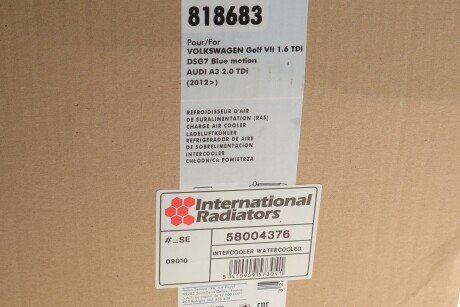 818683
Pour/For
VOLKSWAGEN Golf VII 1.6 TDi
DSG7 Blue motion
AUDI A3 2.0 TDi
(2012>)
REFROIDISSEUR D'AIR
DE SURALIMENTATION (RAS)
CHARGE AIR COOLER
LADELUFTKÜHLER
REFRIGERADOR DE AIRE
DE SOBRELIMENTACION
INTERCOOLER
CHLODNICA POWIETRZA
International
Radiators
#_SE
58004376
09010
INTERCOOLER WATERCOOLED